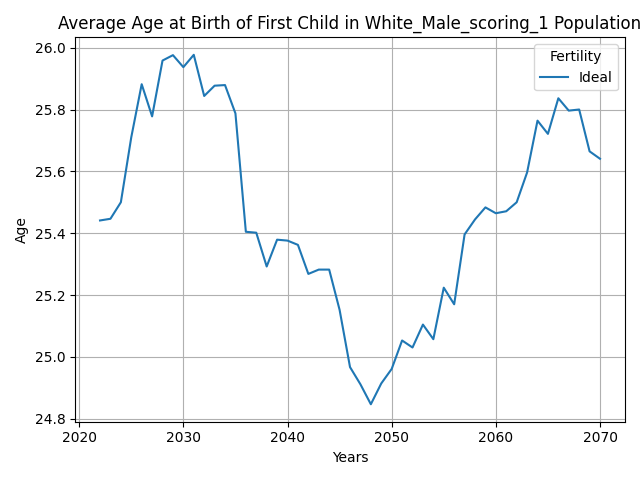 Average Age at Birth of First Child in White_Male_scoring_1 Population
Fertility
Ideal
Age
26.0
25.8
25.6
25.4
25.2
25.0
24.8
2020 2030 2040 2050 2060 2070
Years